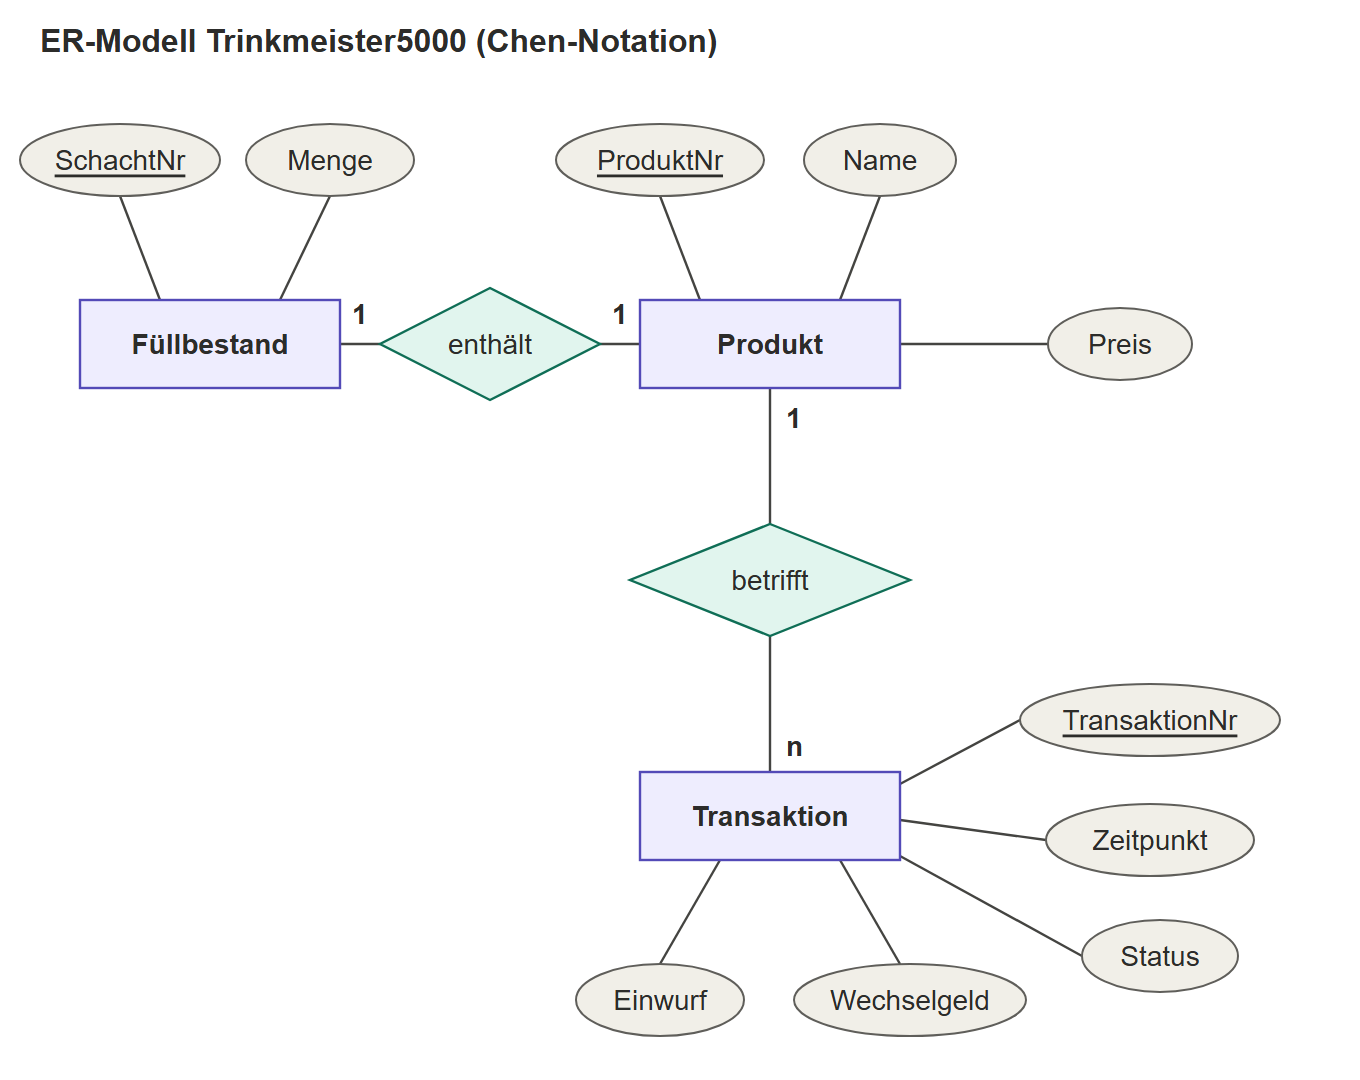 ER-Modell Trinkmeister5000 (Chen-Notation)
SchachtNr
Menge
ProduktNr
Name
Füllbestand
1
enthält
1
Produkt
Preis
1
betrifft
n
TransaktionNr
Transaktion
Zeitpunkt
Status
Einwurf
Wechselgeld